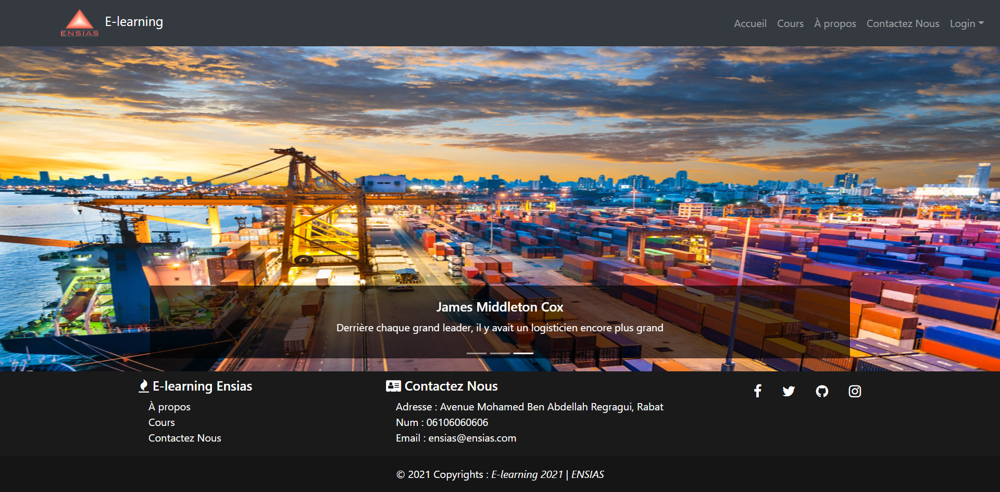 ENSIAS
E-learning
Accueil Cours À propos Contactez Nous Login
James Middleton Cox
Derrière chaque grand leader, il y avait un logisticien encore plus grand
E-learning Ensias
À propos
Cours
Contactez Nous
Contactez Nous
Adresse : Avenue Mohamed Ben Abdellah Regragui, Rabat
Num : 06106060606
Email : ensias@ensias.com
© 2021 Copyrights : E-learning 2021 | ENSIAS